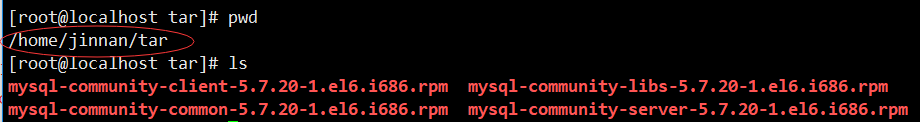 [root@localhost tar]# pwd
/home/jinnan/tar
[root@localhost tar]# ls
mysql-community-client-5.7.20-1.el6.i686.rpm  mysql-community-libs-5.7.20-1.el6.i686.rpm
mysql-community-common-5.7.20-1.el6.i686.rpm  mysql-community-server-5.7.20-1.el6.i686.rpm